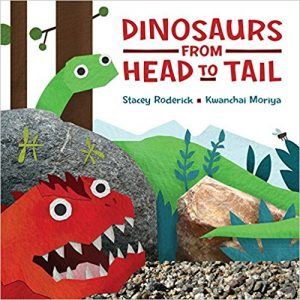 DINOSAURS
FROM
HEAD TO TAIL
Stacey Roderick ■ Kwanchai Moriya